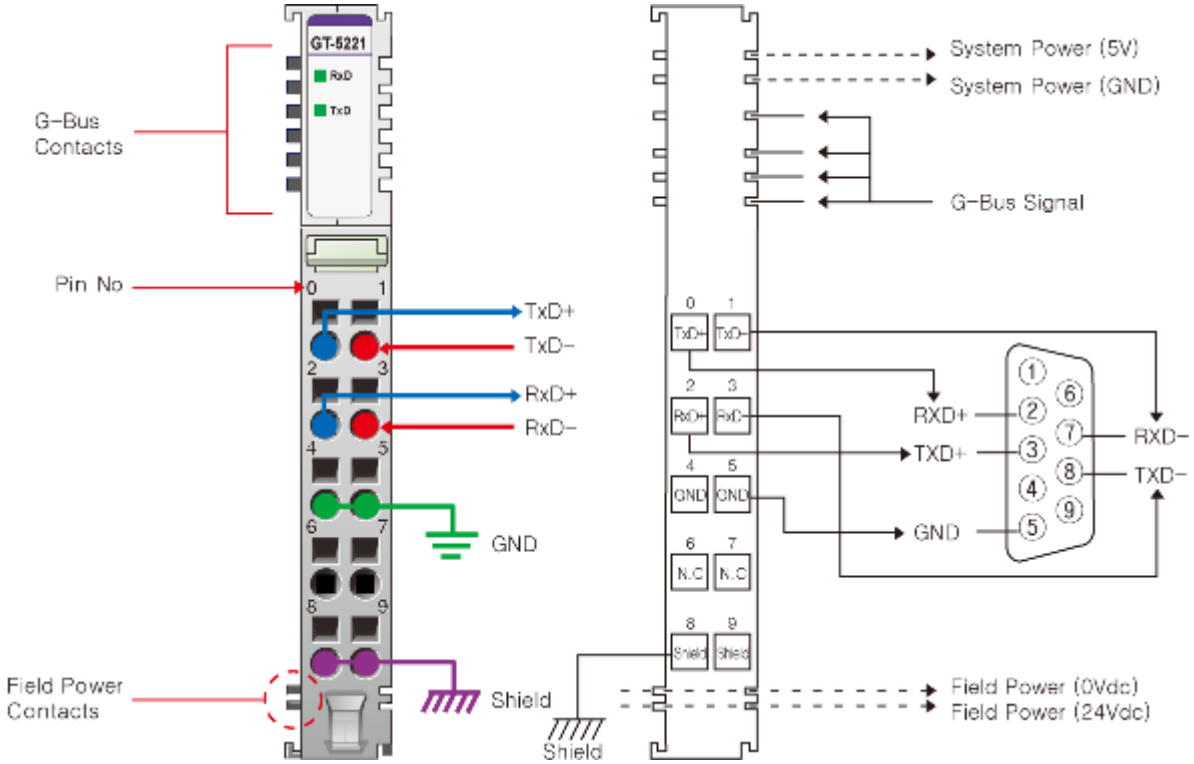 GT-5221
RxD
TxD
G-Bus
Contacts
Pin No
0 1
TxD+
TxD-
2 3
RxD+
RxD-
4 5
6 7
GND
8 9
Field Power
Contacts
Shield
System Power (5V)
System Power (GND)
G-Bus Signal
0 1
TxD+ TxD-
2 3
RxD+ RxD-
4 5
GND GND
6 7
N.C N.C
8 9
Shield Shield
Shield
RXD+
TXD+
GND
1
2
3
4
5
6
7
8
9
RXD-
TXD-
Field Power (0Vdc)
Field Power (24Vdc)